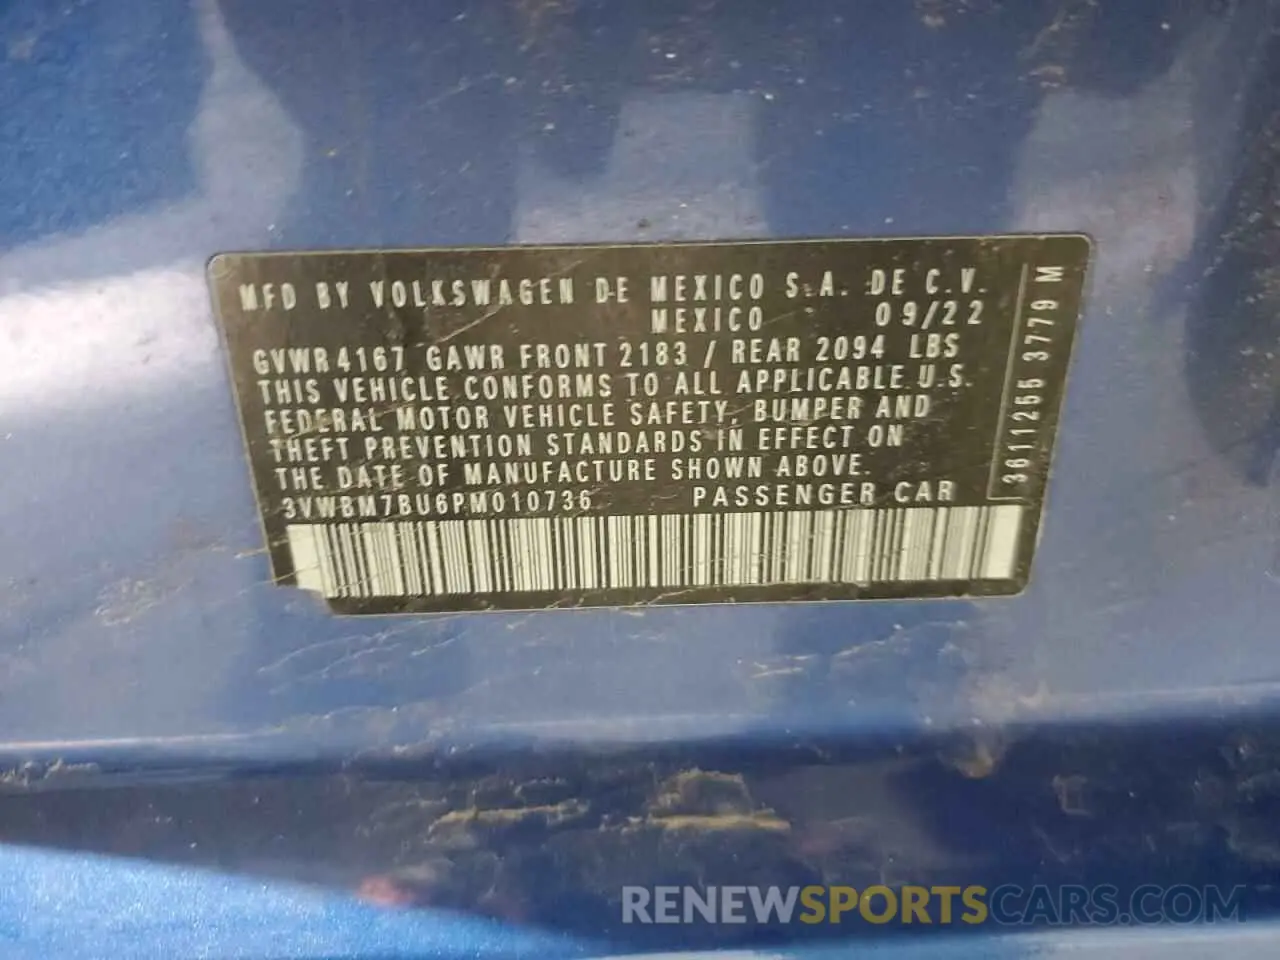 MFD BY VOLKSWAGEN DE MEXICO S.A. DE C.V.
MEXICO 09/22
GVWR 4167 GAWR FRONT 2183 / REAR 2094 LBS
THIS VEHICLE CONFORMS TO ALL APPLICABLE U.S.
FEDERAL MOTOR VEHICLE SAFETY, BUMPER AND
THEFT PREVENTION STANDARDS IN EFFECT ON
THE DATE OF MANUFACTURE SHOWN ABOVE.
3VWBM7BU6PM010736 PASSENGER CAR
3611266 3779 M
RENEWSPORTSCARS.COM